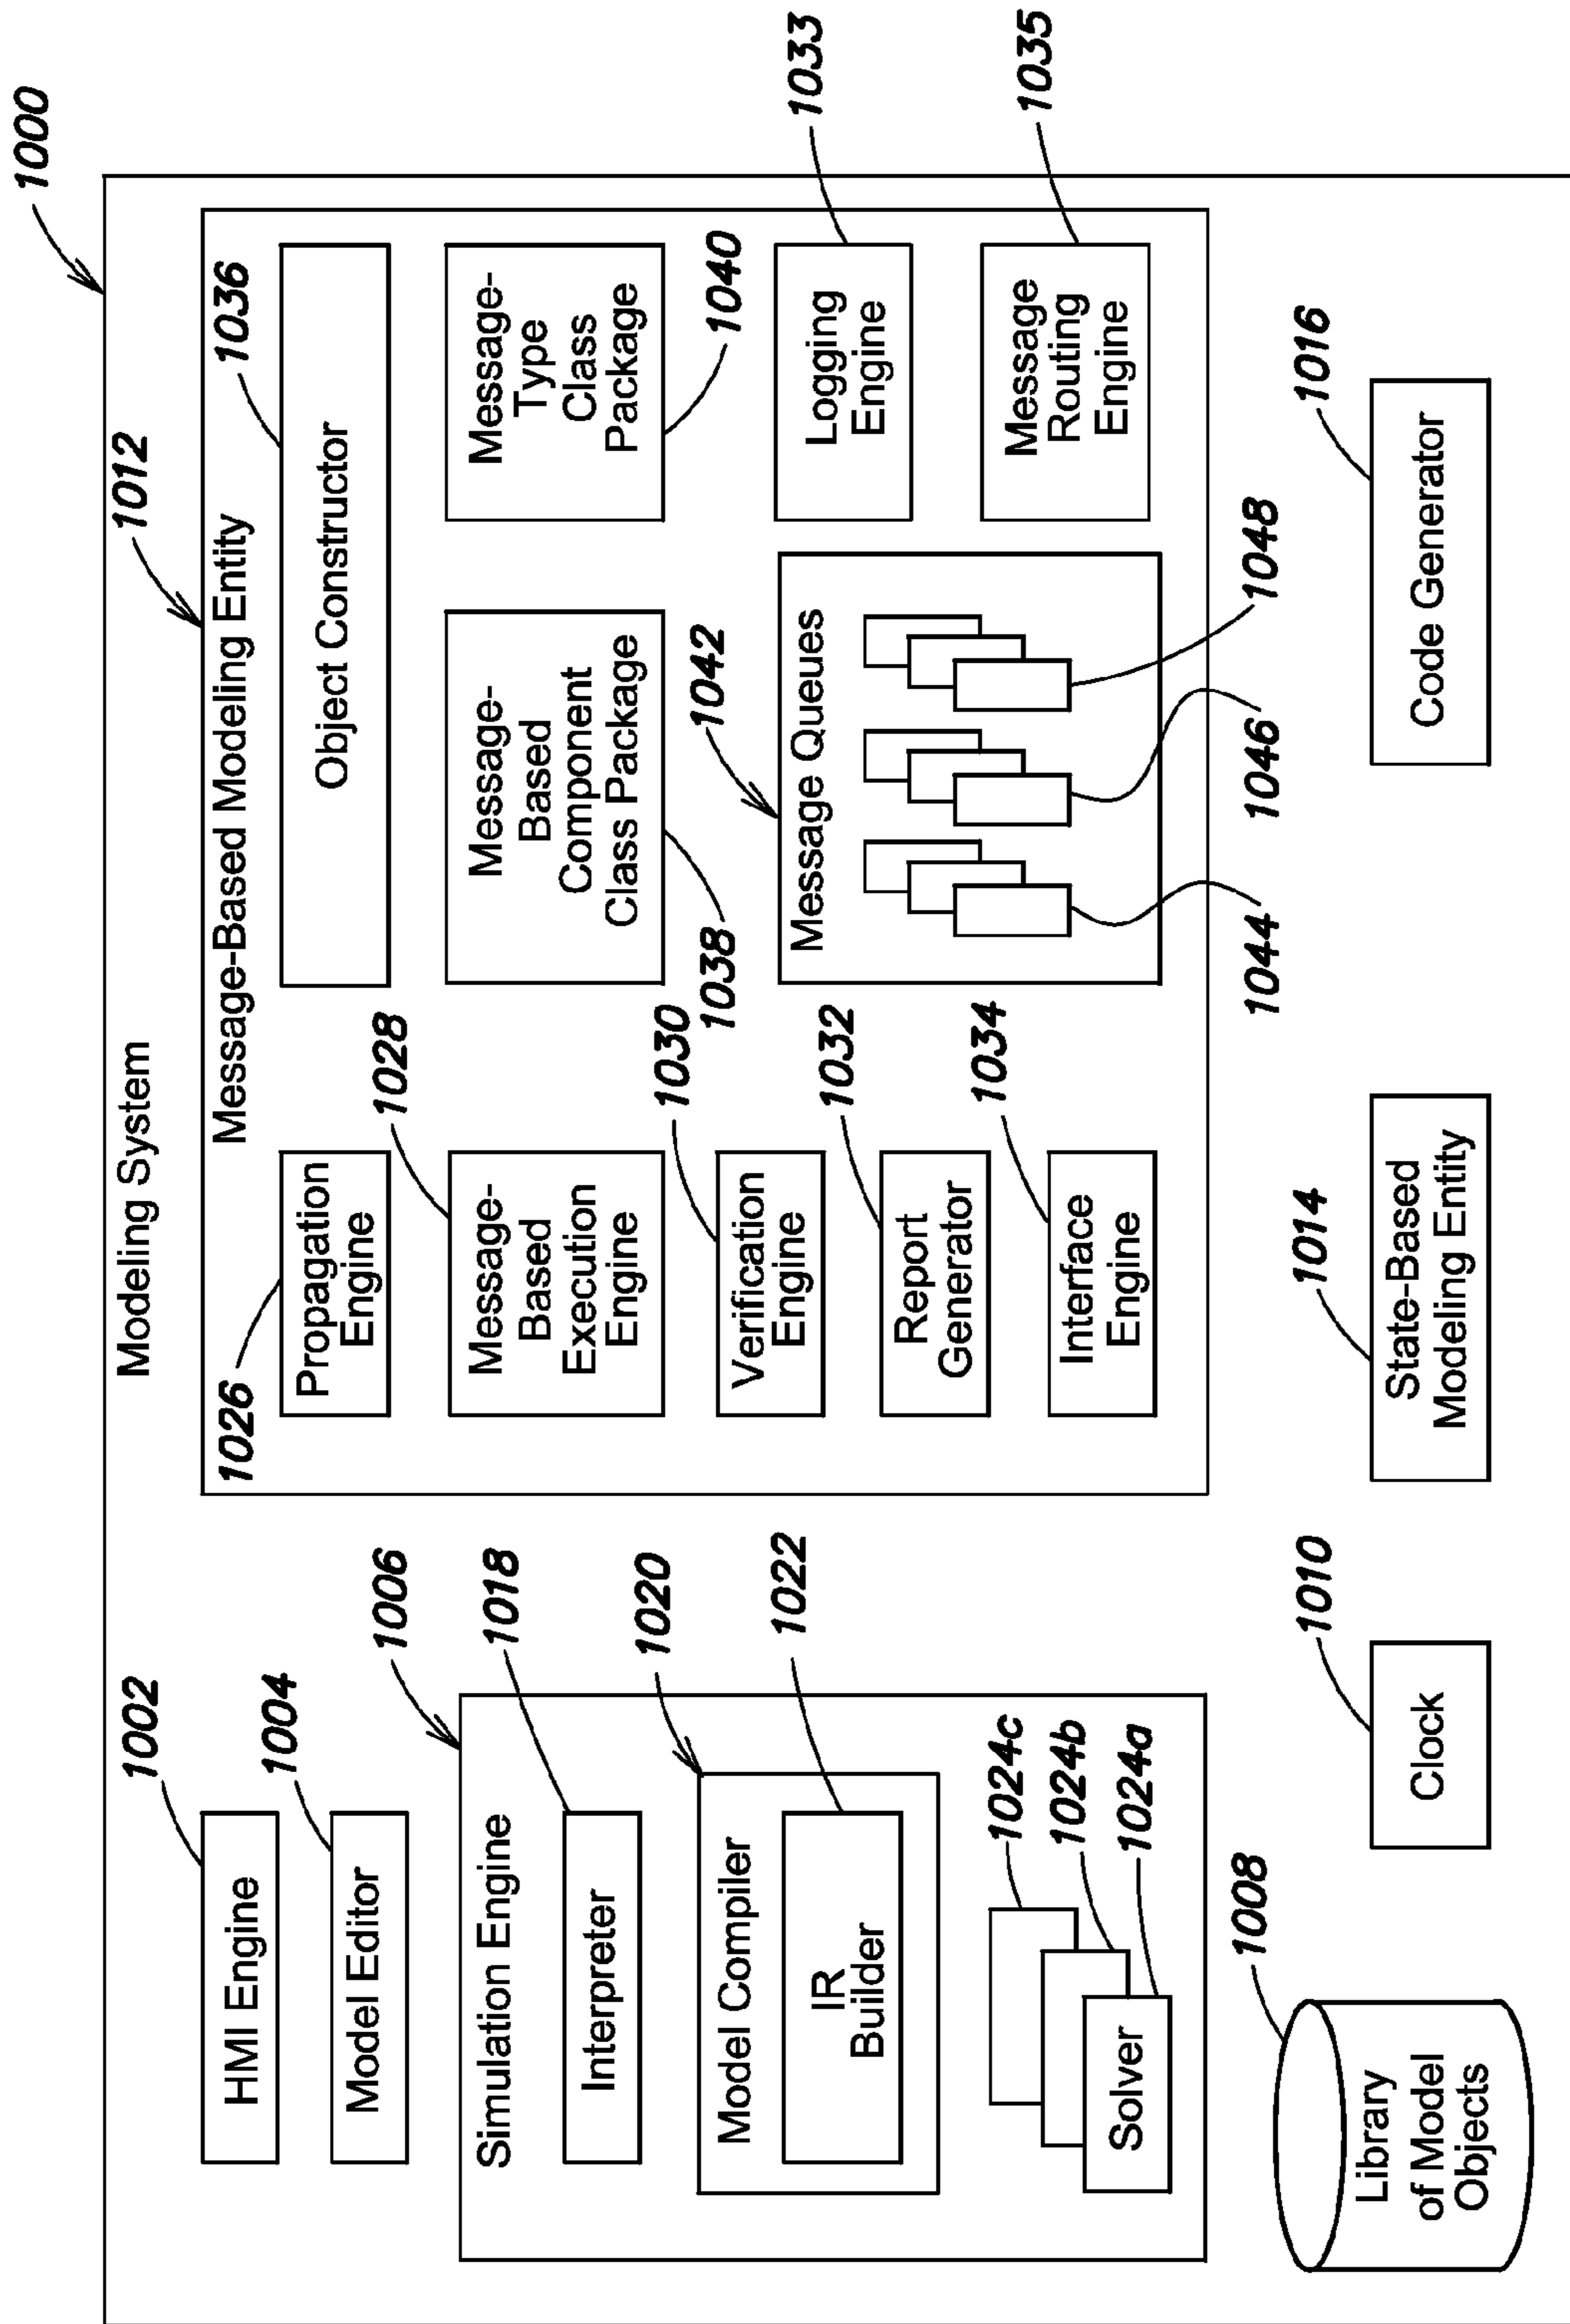 1000
Modeling System
1002
HMI Engine
1004
Model Editor
1006
Simulation Engine
1018
Interpreter
1020
Model Compiler
1022
IR
Builder
1024c
1024b
1024a
Solver
1008
Library
of Model
Objects
1010
Clock
1012
Message-Based Modeling Entity
1026
Propagation
Engine
1028
Message-
Based
Execution
Engine
1030
Verification
Engine
1032
Report
Generator
1034
Interface
Engine
1036
Object Constructor
Message-
Based
Component
Class Package
1038
Message-
Type
Class
Package
1040
1042
Message Queues
1044
1046
1048
Logging
Engine
1033
Message
Routing
Engine
1035
1014
State-Based
Modeling Entity
1016
Code Generator